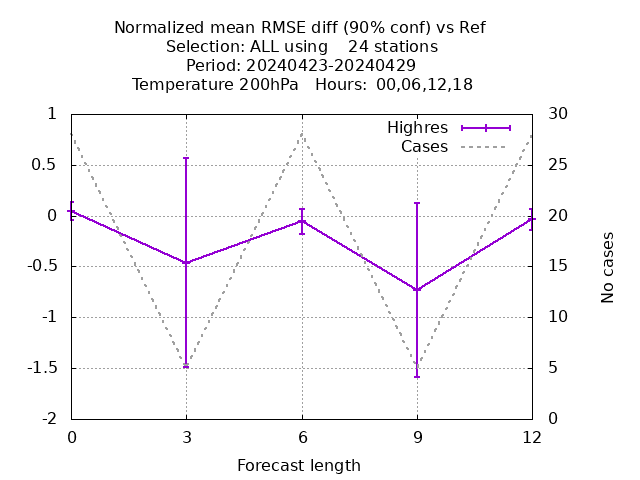 Normalized mean RMSE diff (90% conf) vs Ref
Selection: ALL using    24 stations
Period: 20240423-20240429
Temperature 200hPa   Hours: 00,06,12,18
Highres
Cases
1
0.5
0
-0.5
-1
-1.5
-2
30
25
20
15
10
5
0
No cases
0 3 6 9 12
Forecast length